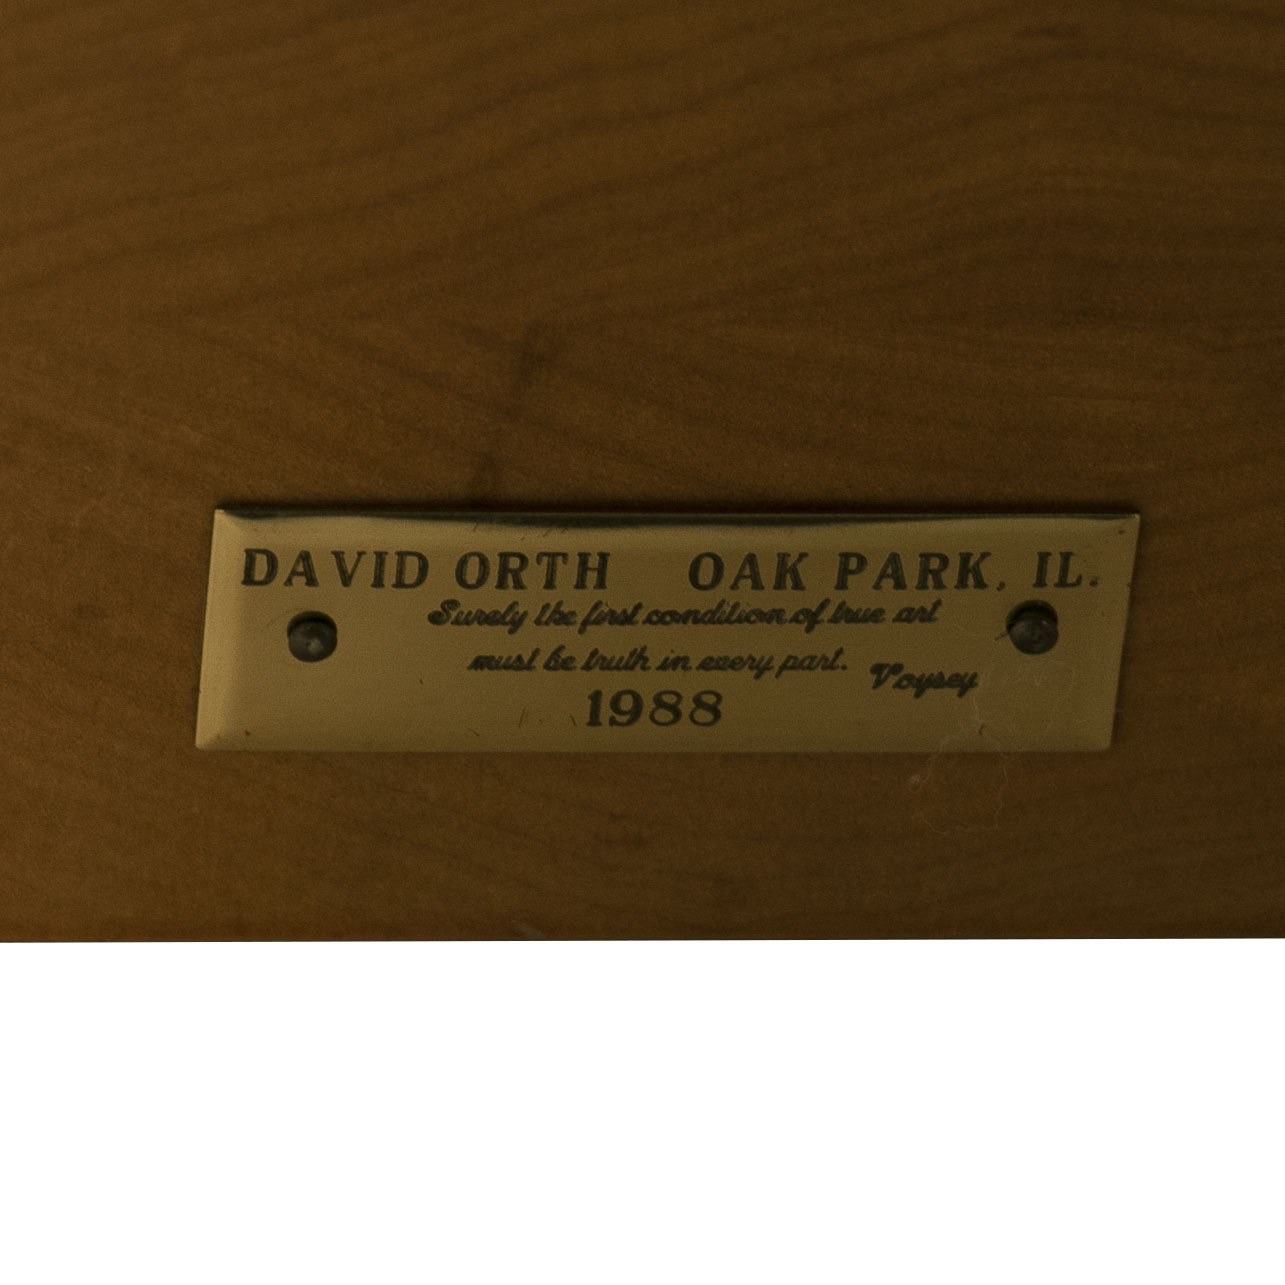 DAVID ORTH OAK PARK, IL.
Surely the first condition of true art
must be truth in every part.
Voysey
1988